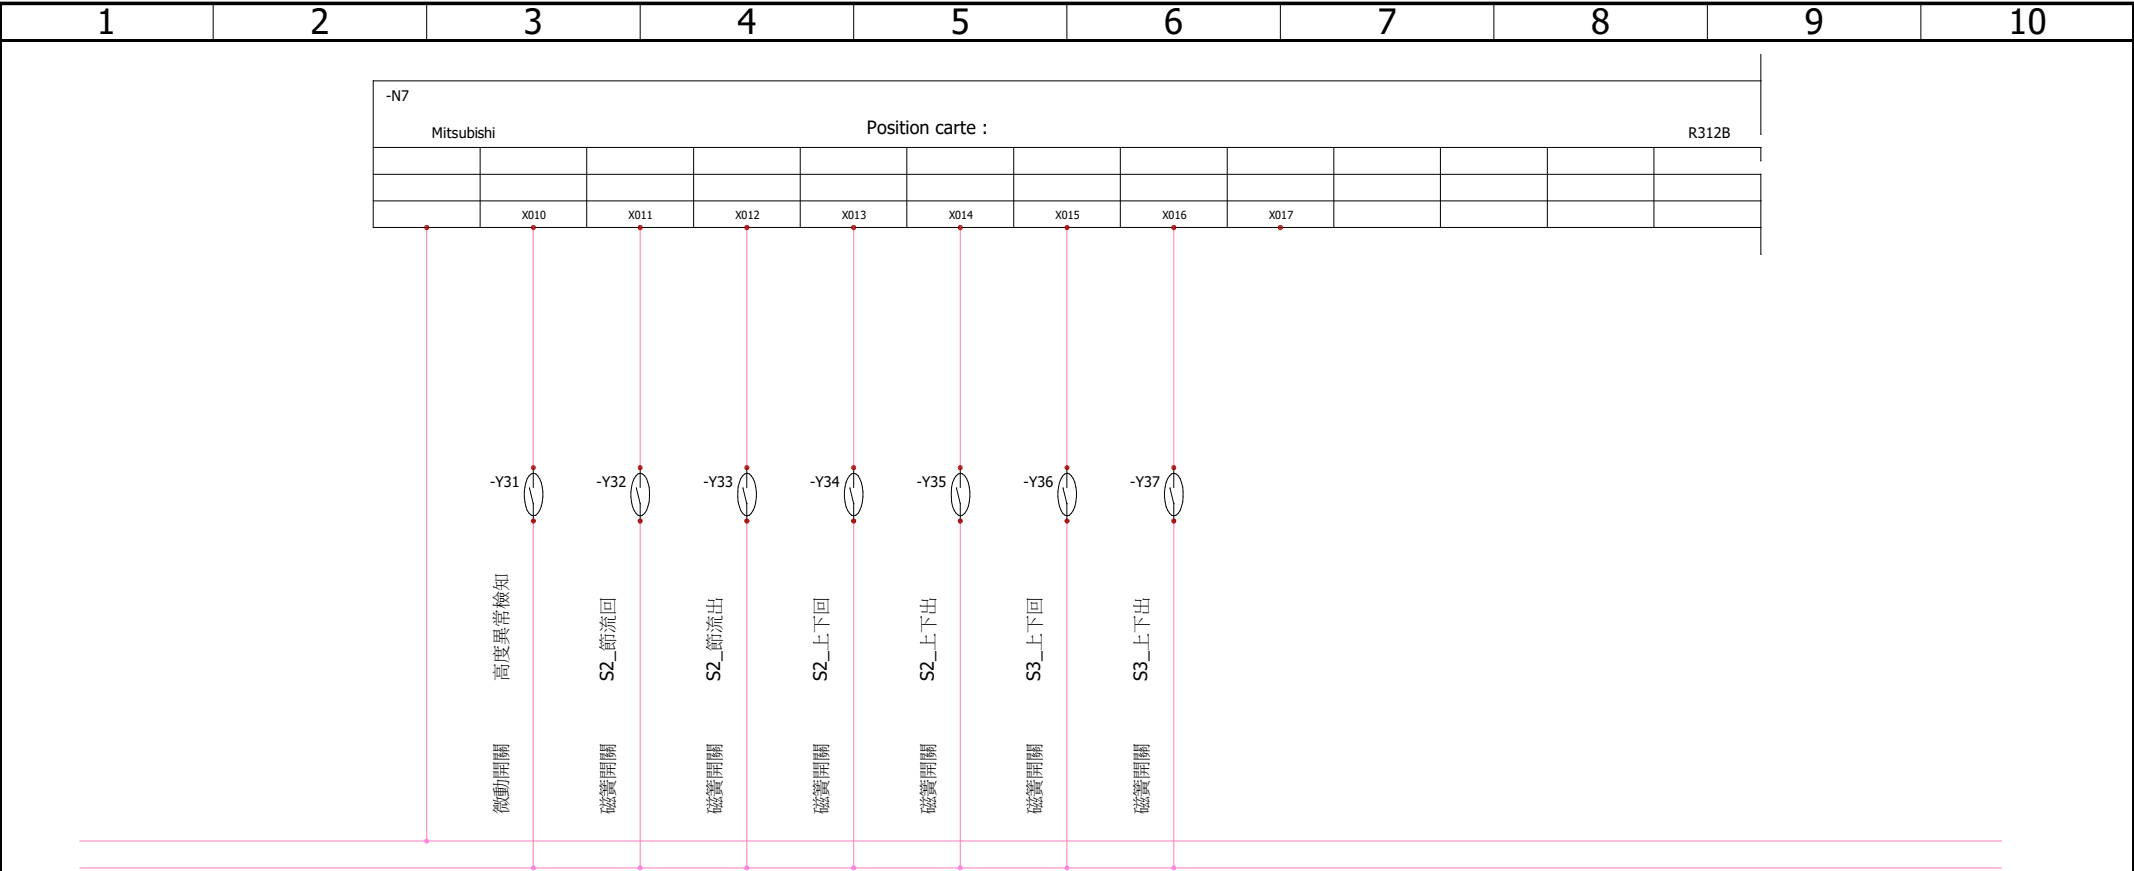 1 2 3 4 5 6 7 8 9 10
-N7
Mitsubishi Position carte : R312B
X010 X011 X012 X013 X014 X015 X016 X017
-Y31 -Y32 -Y33 -Y34 -Y35 -Y36 -Y37
高度異常檢知
S2_節流回
S2_節流出
S2_上下回
S2_上下出
S3_上下回
S3_上下出
微動開關
磁簧開關
磁簧開關
磁簧開關
磁簧開關
磁簧開關
磁簧開關